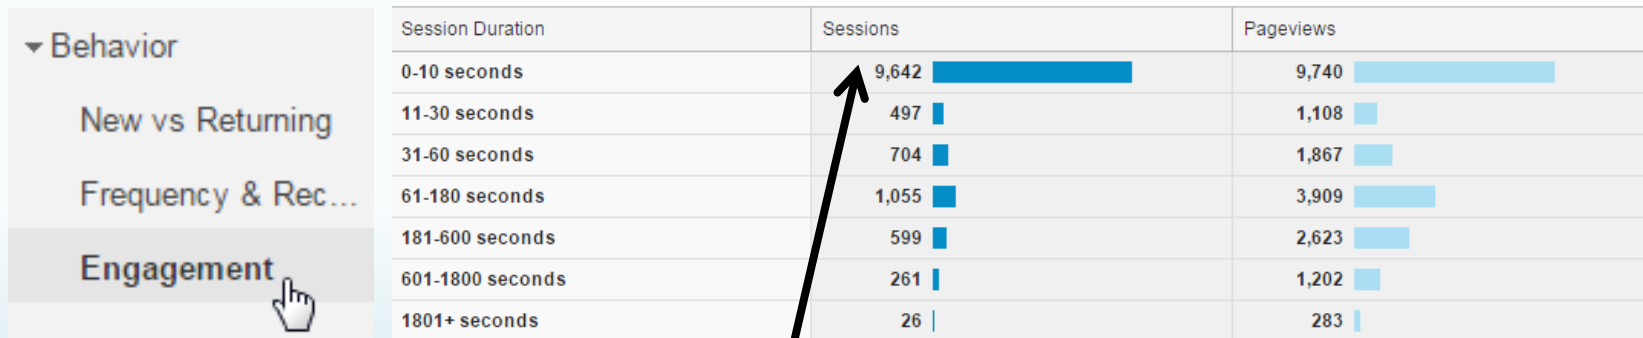 Behavior
New vs Returning
Frequency & Rec...
Engagement
Session Duration Sessions Pageviews
0-10 seconds 9,642 9,740
11-30 seconds 497 1,108
31-60 seconds 704 1,867
61-180 seconds 1,055 3,909
181-600 seconds 599 2,623
601-1800 seconds 261 1,202
1801+ seconds 26 283